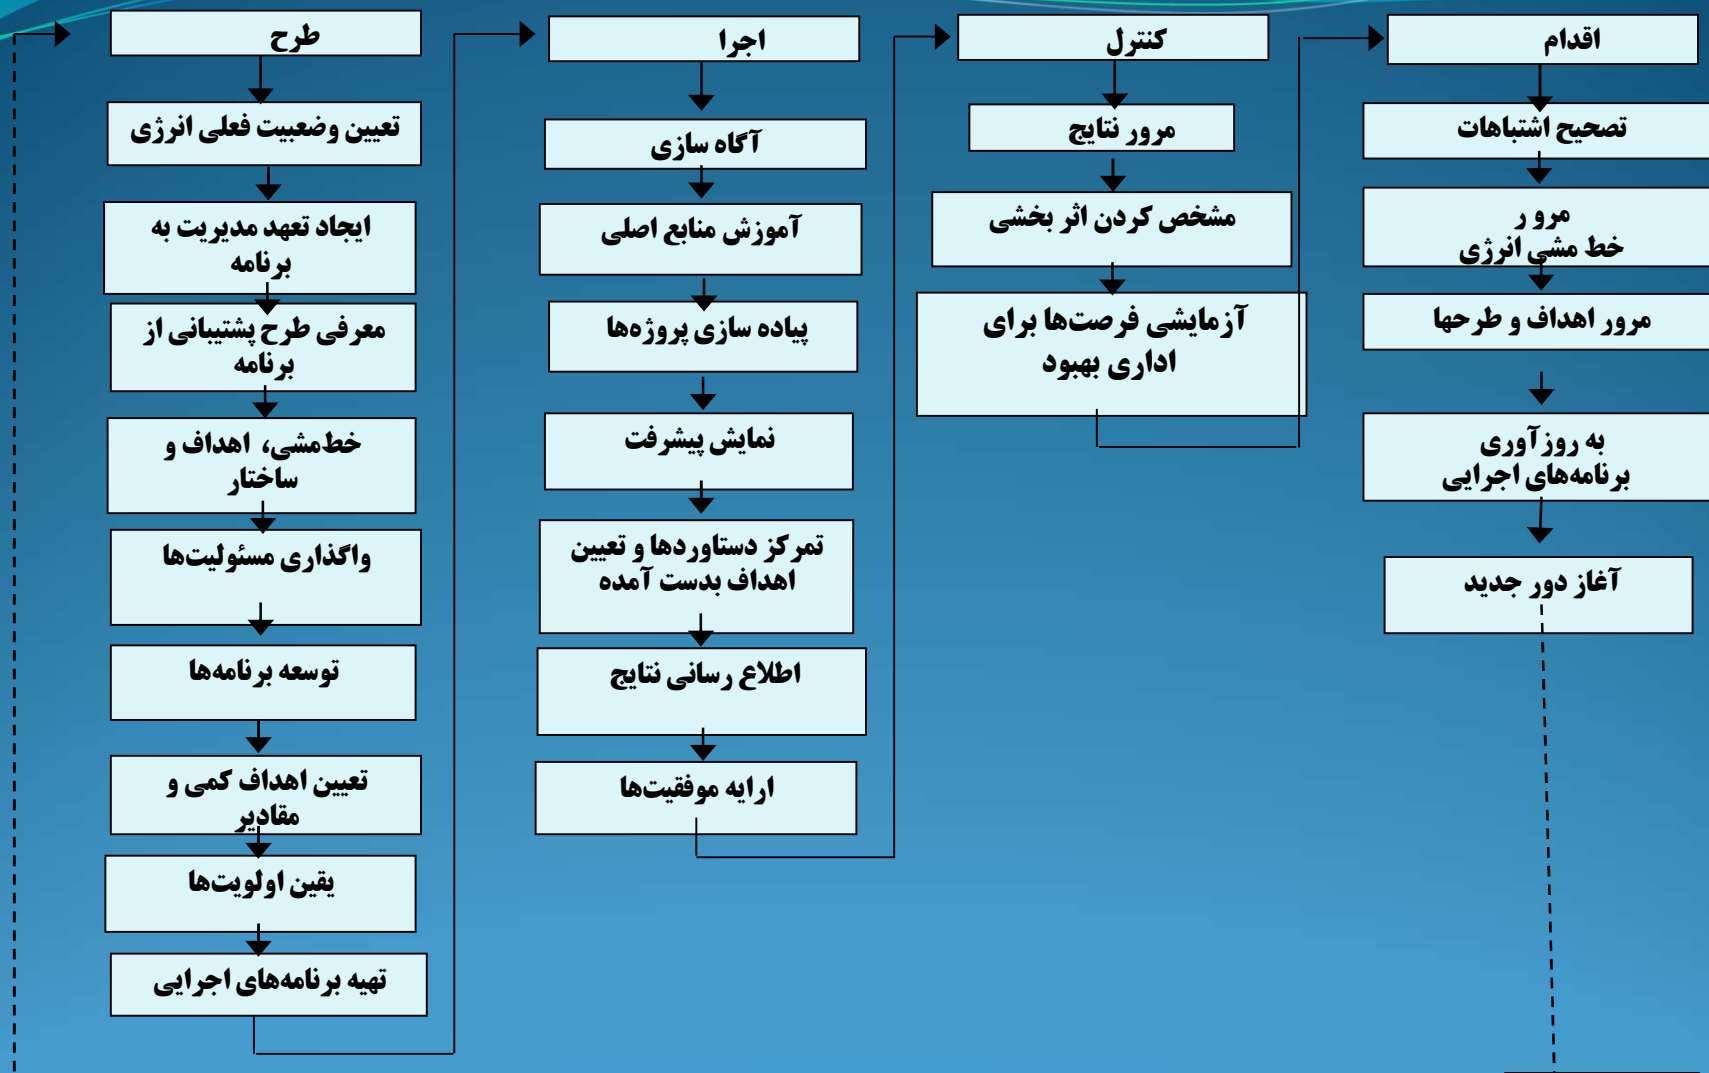 طرح
تعیین وضعبیت فعلی انرژی
ایجاد تعهد مدیریت به
برنامه
معرفی طرح پشتیبانی از
برنامه
خط‌مشی، اهداف و
ساختار
واگذاری مسئولیت‌ها
توسعه برنامه‌ها
تعیین اهداف کمی و
مقادیر
یقین اولویت‌ها
تهیه برنامه‌های اجرایی
اجرا
آگاه سازی
آموزش منابع اصلی
پیاده سازی پروژه‌ها
نمایش پیشرفت
تمرکز دستاوردها و تعیین
اهداف بدست آمده
اطلاع رسانی نتایج
ارایه موفقیت‌ها
کنترل
مرور نتایج
مشخص کردن اثر بخشی
آزمایشی فرصت‌ها برای
اداری بهبود
اقدام
تصحیح اشتباهات
مرو ر
خط مشی انرژی
مرور اهداف و طرحها
به روزآوری
برنامه‌های اجرایی
آغاز دور جدید